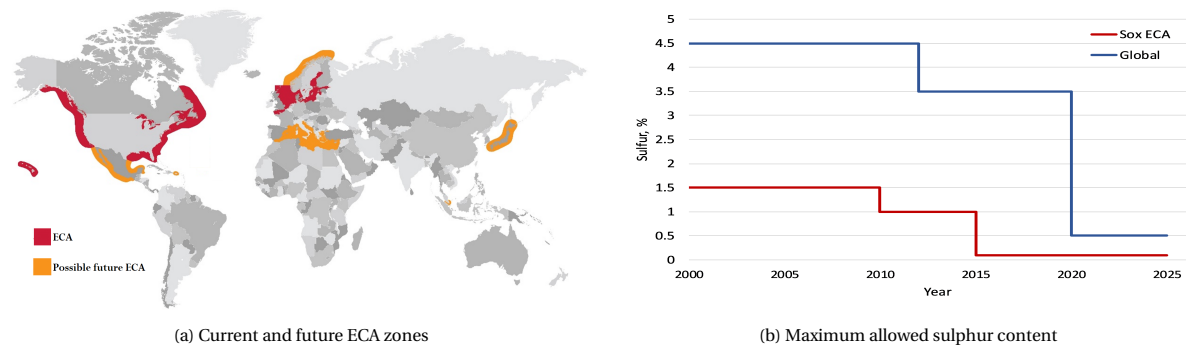 ECA
Possible future ECA
(a) Current and future ECA zones
5
4.5
4
3.5
3
2.5
2
1.5
1
0.5
0
Sulfur, %
2000
2005
2010
2015
2020
2025
Year
Sox ECA
Global
(b) Maximum allowed sulphur content